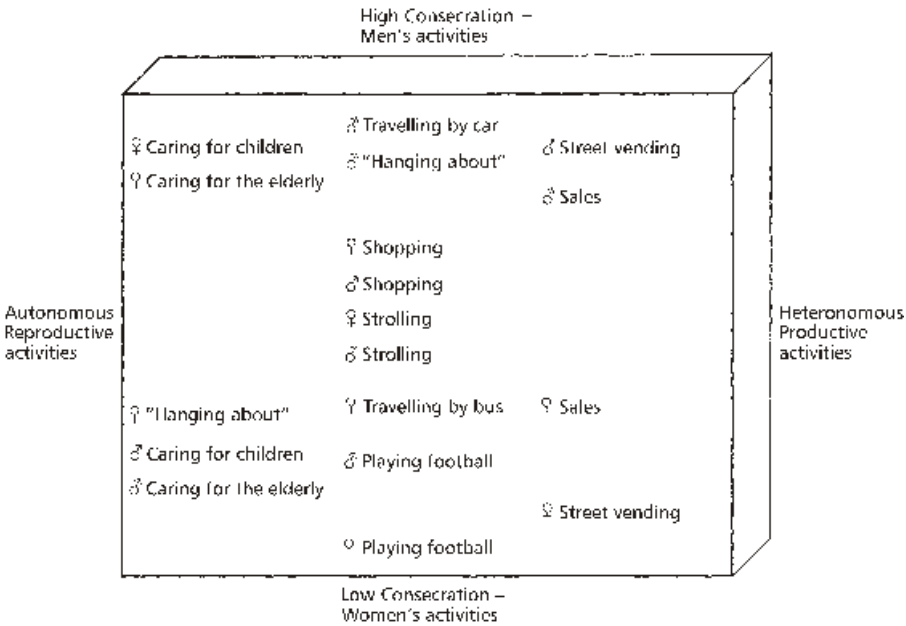 High Consecration –
Men's activities
♂ Travelling by car
♀ Caring for children
♂ Street vending
♂ "Hanging about"
♀ Caring for the elderly
♂ Sales
♀ Shopping
♂ Shopping
Autonomous
Reproductive
activities
♀ Strolling
Heteronomous
Productive
activities
♂ Strolling
♀ "Hanging about"
♀ Travelling by bus
♀ Sales
♂ Caring for children
♂ Playing football
♂ Caring for the elderly
♀ Street vending
♀ Playing football
Low Consecration –
Women's activities